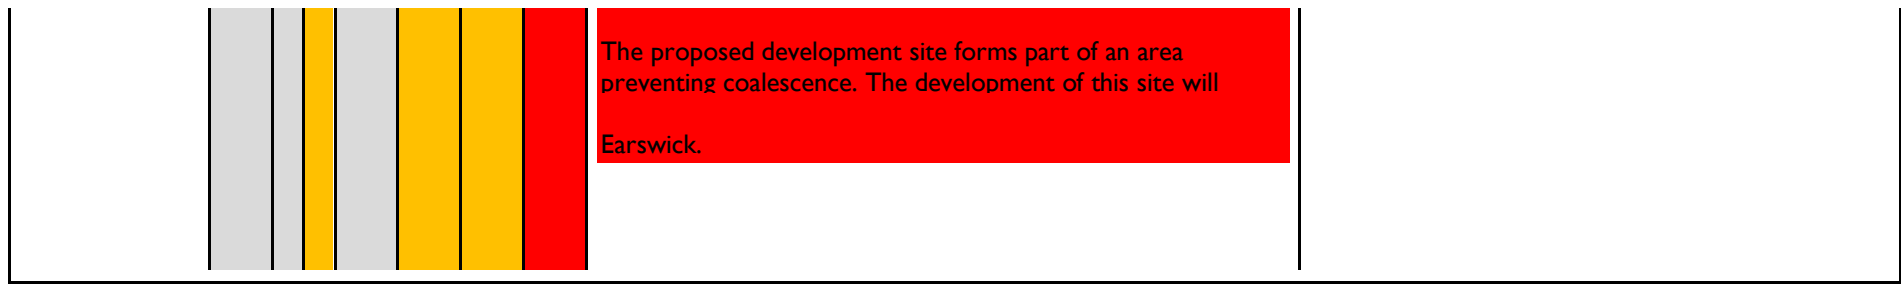 The proposed development site forms part of an area
preventing coalescence. The development of this site will
Earswick.